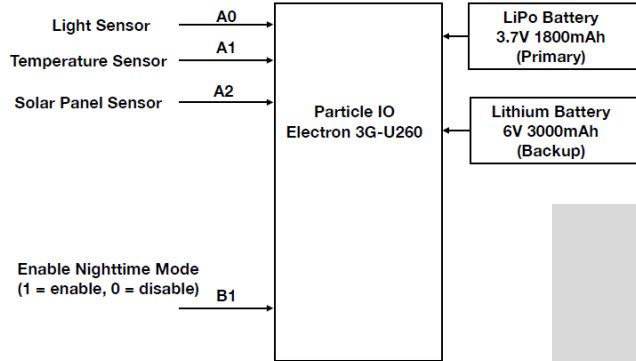 Light Sensor
A0
Temperature Sensor
A1
Solar Panel Sensor
A2
Enable Nighttime Mode
(1 = enable, 0 = disable)
B1
Particle IO
Electron 3G-U260
LiPo Battery
3.7V 1800mAh
(Primary)
Lithium Battery
6V 3000mAh
(Backup)